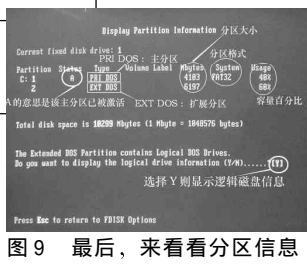 Display Partition Information 分区大小
Cerrest fixed disk drive: 1
PRI DOS：主分区 分区格式
Partition Status Type Volume Label Mbytes System Usage
C: 1 A PRI DOS 4103 FAT32 40%
2 EXT DOS 6197 60%
A的意思是该主分区已被激活 EXT DOS：扩展分区 容量百分比
Total disk space is 10299 Mbytes (1 Mbyte = 1048576 bytes)
The Extended DOS Partition contains Logical DOS Drives.
Do you want to display the logical drive information (Y/N)......?[Y]
选择 Y 则显示逻辑磁盘信息
Press Esc to return to FDISK Options
图9 最后，来看看分区信息